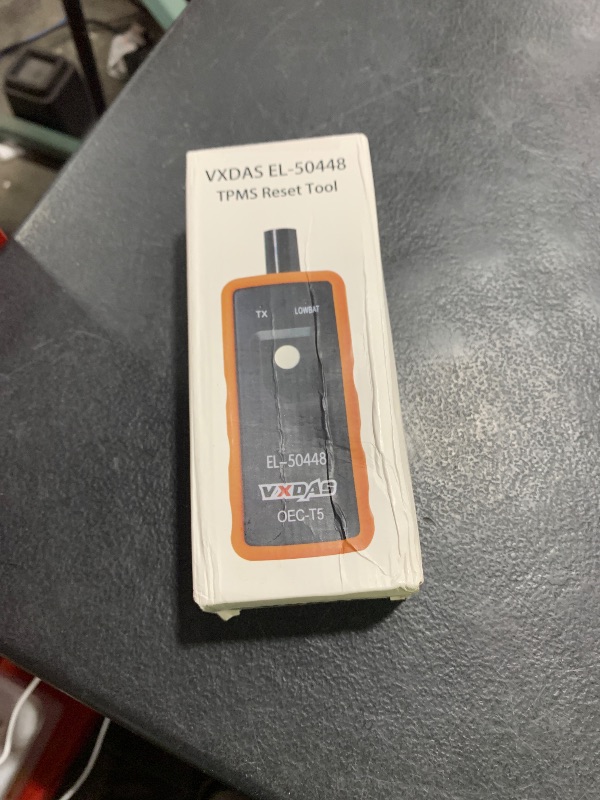 VXDAS EL-50448
TPMS Reset Tool
TX LOWBAT
EL-50448
VXDAS
OEC-T5